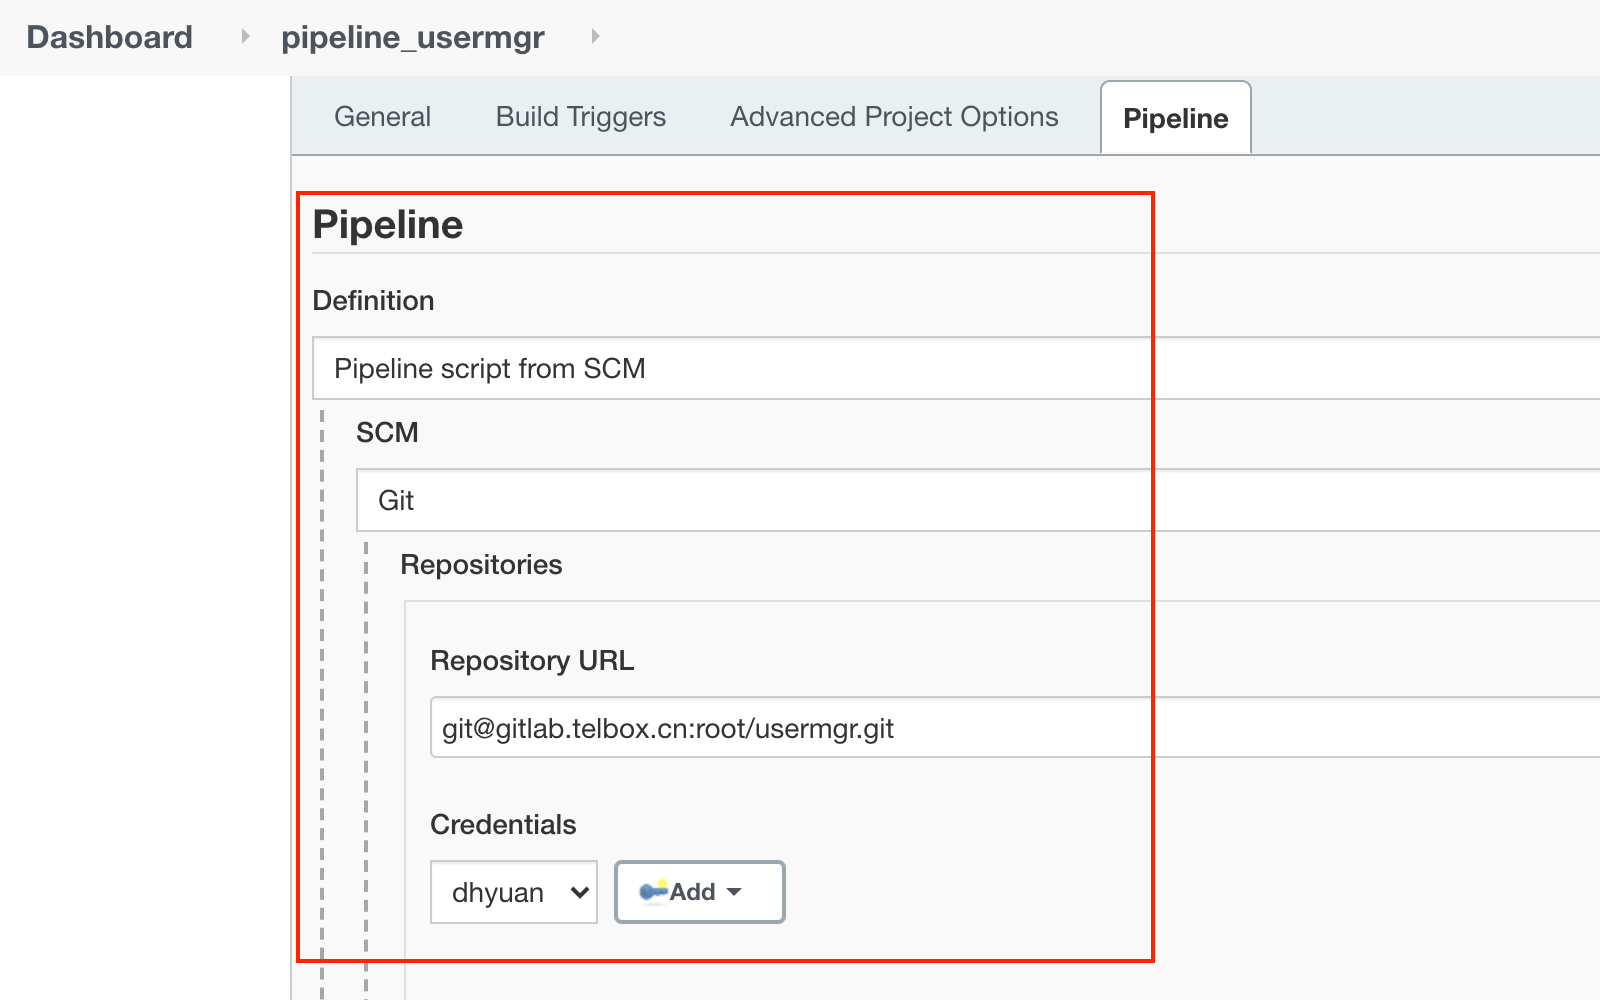 Dashboard pipeline_usermgr
General Build Triggers Advanced Project Options Pipeline
Pipeline
Definition
Pipeline script from SCM
SCM
Git
Repositories
Repository URL
git@gitlab.telbox.cn:root/usermgr.git
Credentials
dhyuan Add